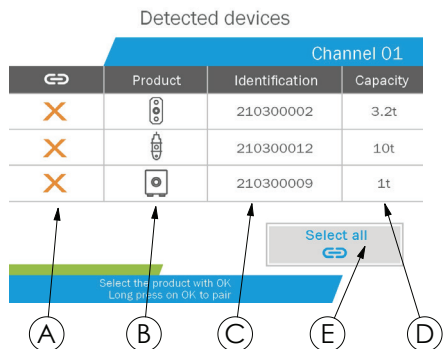 Detected devices
Channel 01
Product Identification Capacity
210300002 3.2t
210300012 10t
210300009 1t
Select all
Select the product with OK
Long press on OK to pair
A B C E D